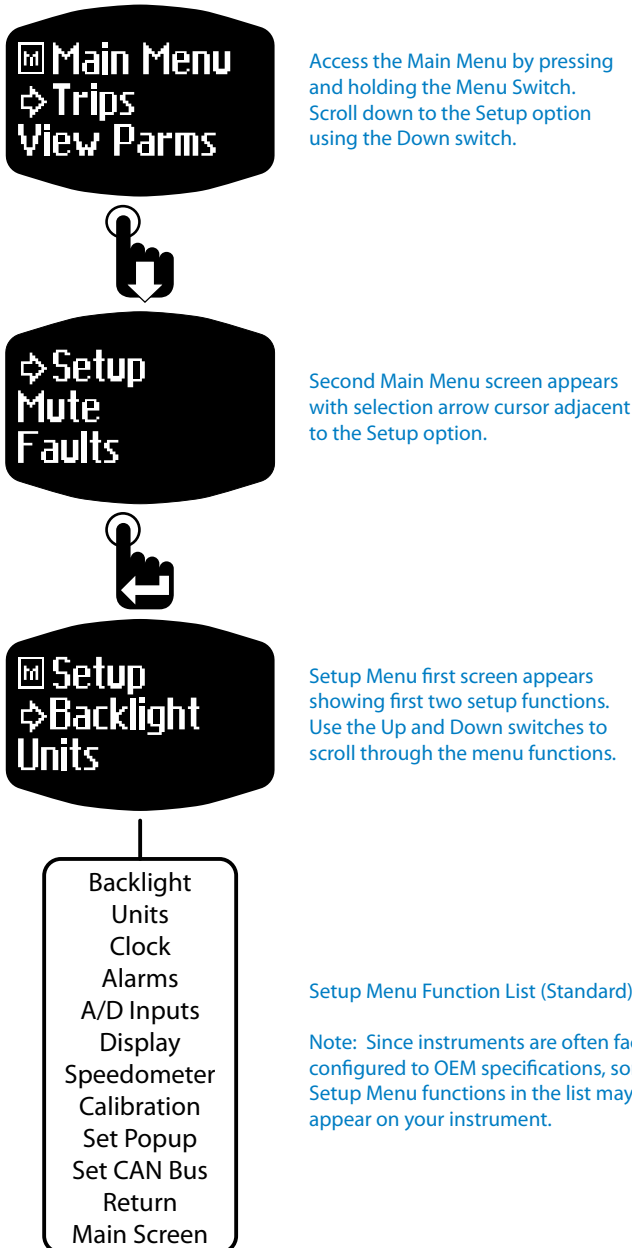 Main Menu
Trips
View Parms
Access the Main Menu by pressing
and holding the Menu Switch.
Scroll down to the Setup option
using the Down switch.
Setup
Mute
Faults
Second Main Menu screen appears
with selection arrow cursor adjacent
to the Setup option.
M Setup
Backlight
Units
Setup Menu first screen appears
showing first two setup functions.
Use the Up and Down switches to
scroll through the menu functions.
Backlight
Units
Clock
Alarms
A/D Inputs
Display
Speedometer
Calibration
Set Popup
Set CAN Bus
Return
Main Screen
Setup Menu Function List (Standard)
Note: Since instruments are often
configured to OEM specifications,
Setup Menu functions in the list may
appear on your instrument.